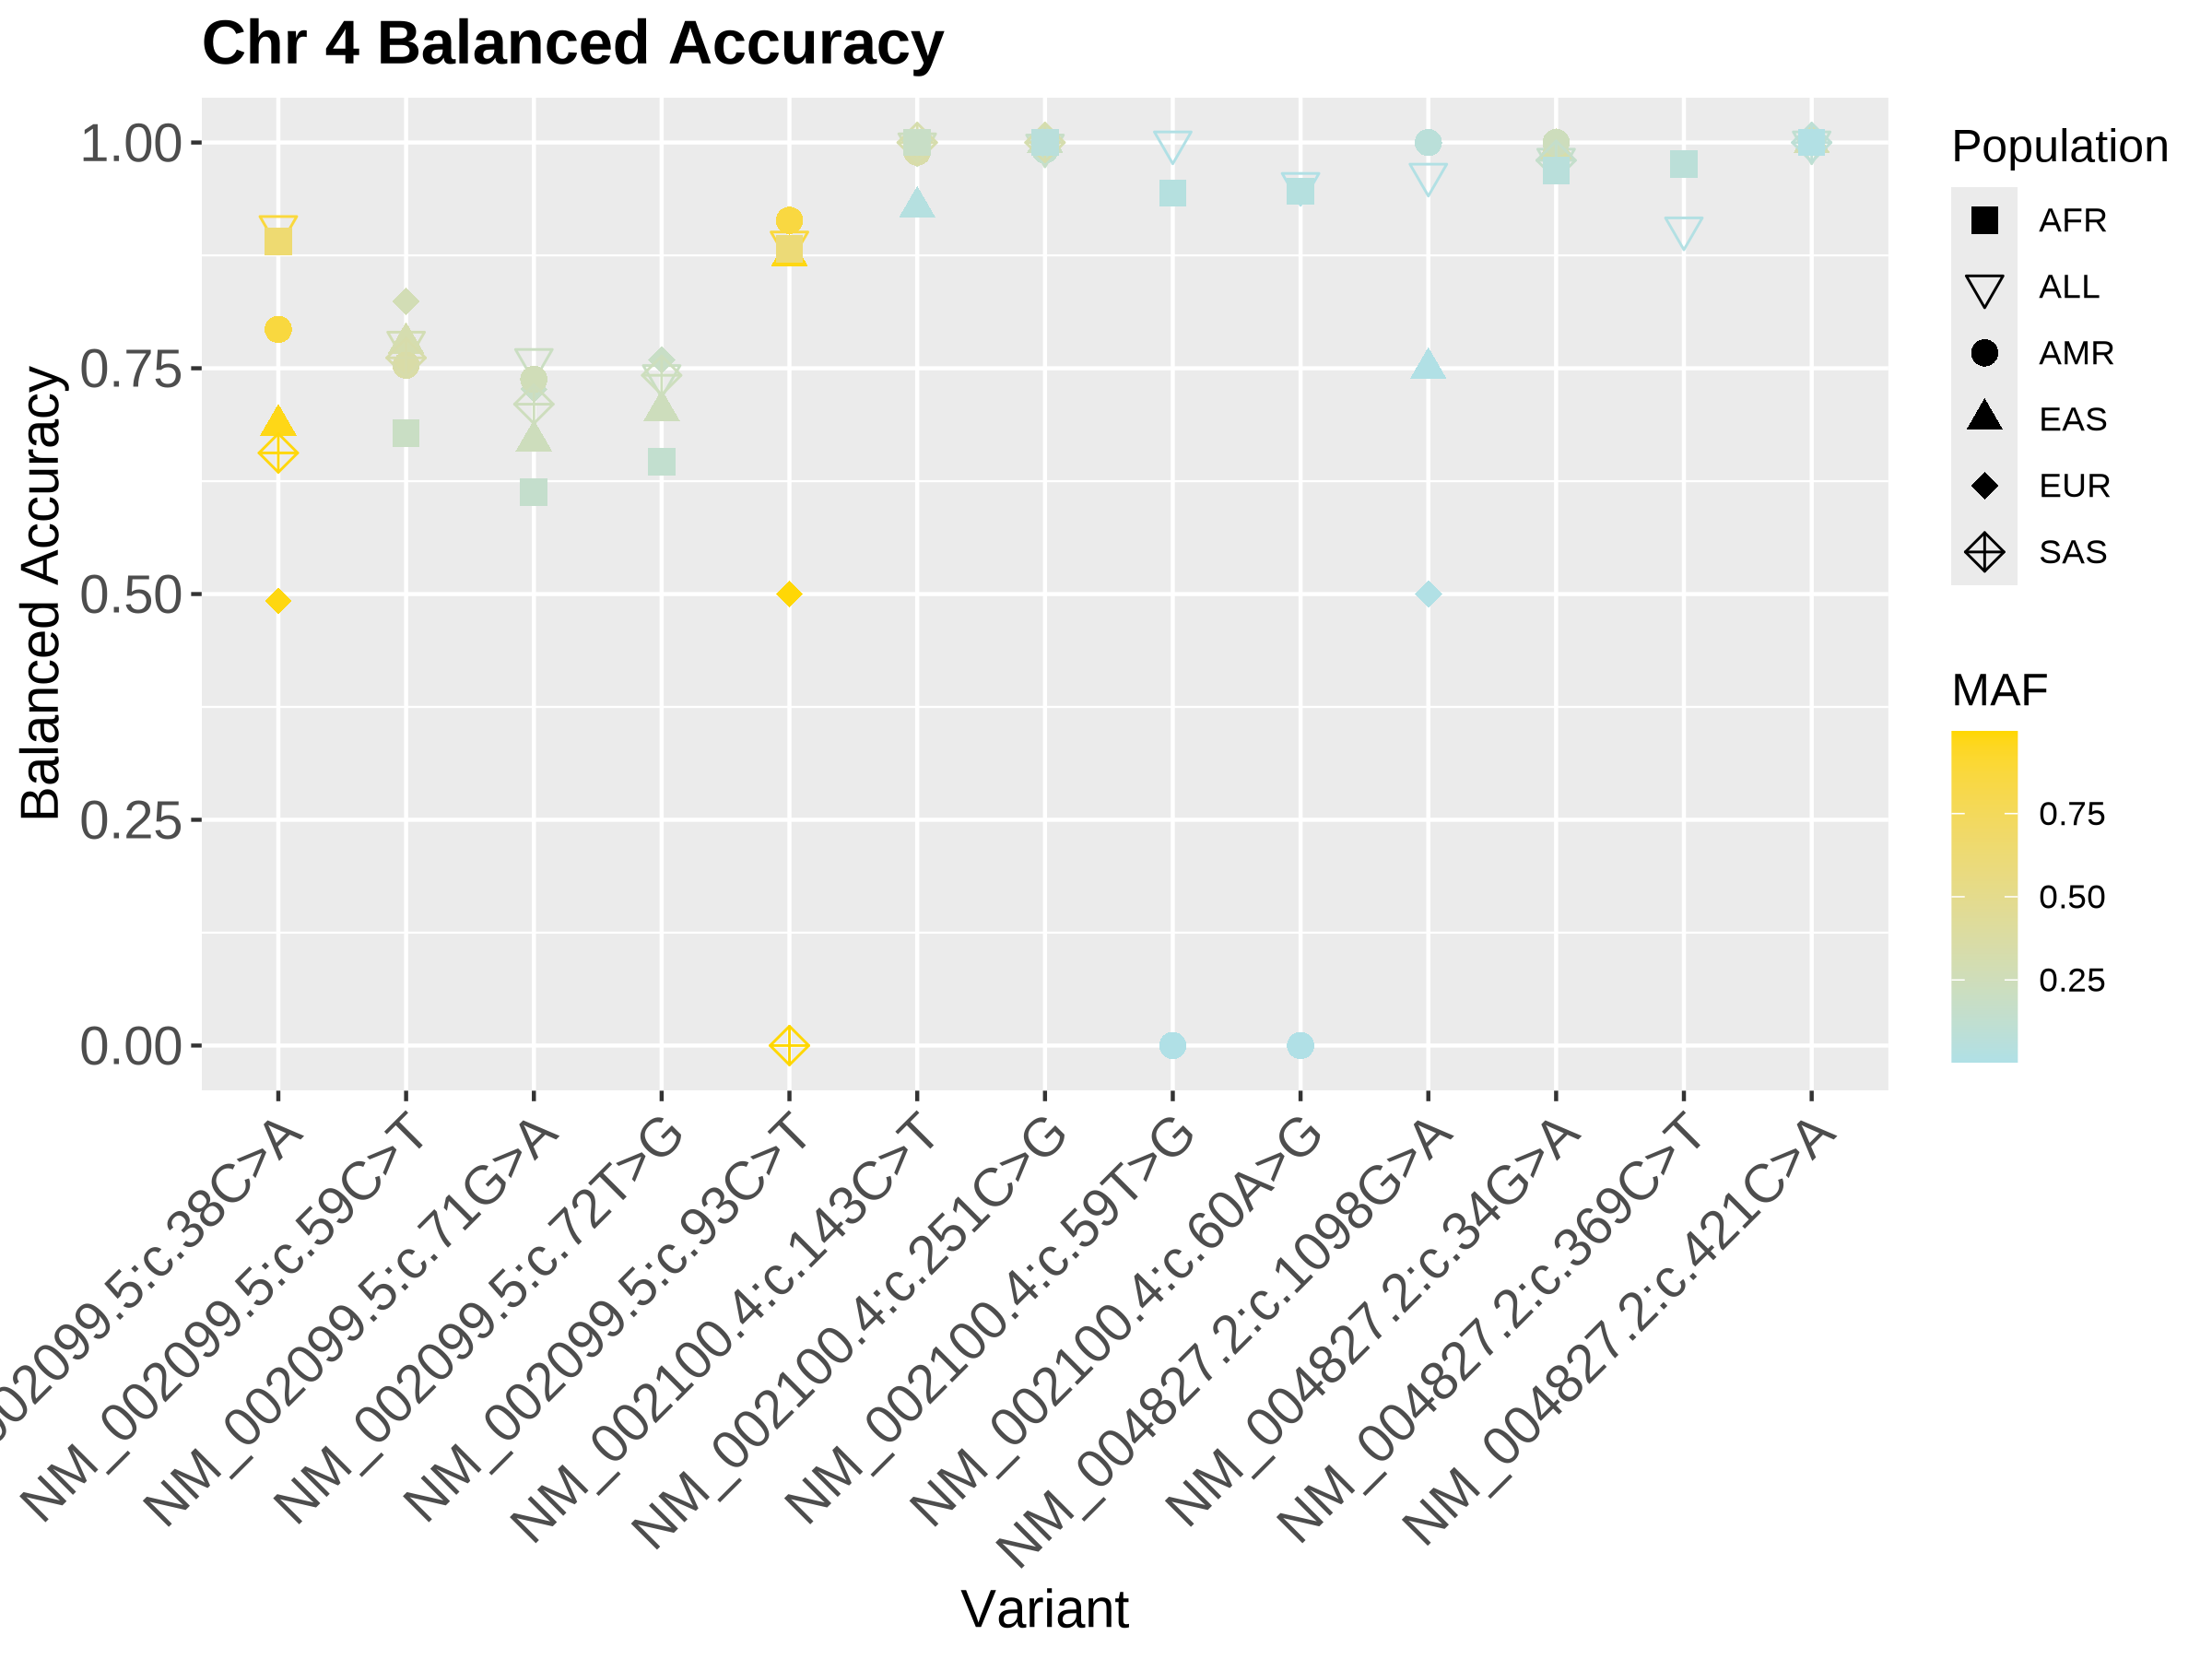 Chr 4 Balanced Accuracy
Balanced Accuracy
1.00
0.75
0.50
0.25
0.00
002099.5:c.38C>A
NM_002099.5:c.59C>T
NM_002099.5:c.71G>A
NM_002099.5:c.72T>G
NM_002099.5:c.93C>T
NM_002100.4:c.143C>T
NM_002100.4:c.251C>G
NM_002100.4:c.59T>G
NM_002100.4:c.60A>G
NM_004827.2:c.1098G>A
NM_004827.2:c.34G>A
NM_004827.2:c.369C>T
NM_004827.2:c.421C>A
Variant
Population
AFR
ALL
AMR
EAS
EUR
SAS
MAF
0.75
0.50
0.25